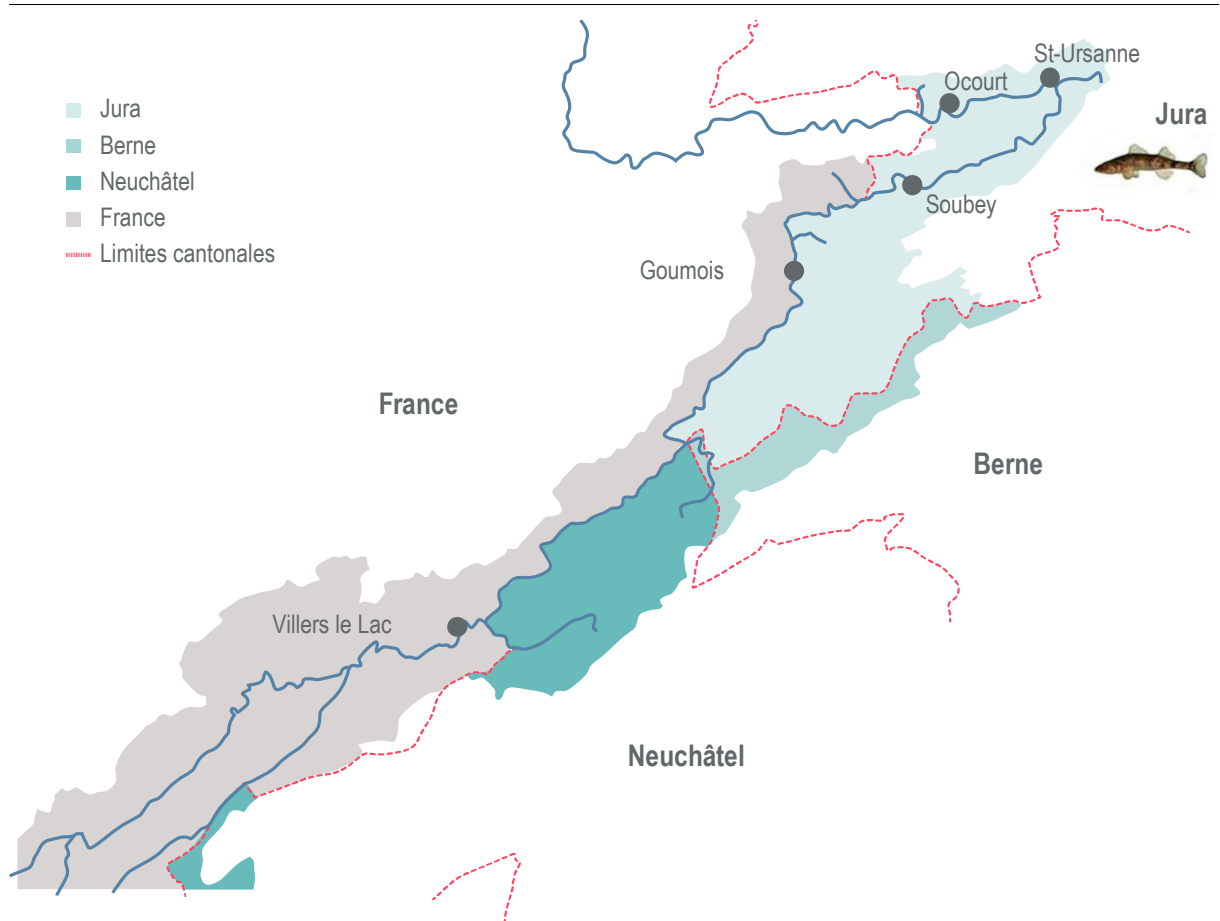 Jura
Berne
Neuchâtel
France
Limites cantonales
St-Ursanne
Ocourt
Jura
Soubey
Goumois
France
Berne
Villers le Lac
Neuchâtel